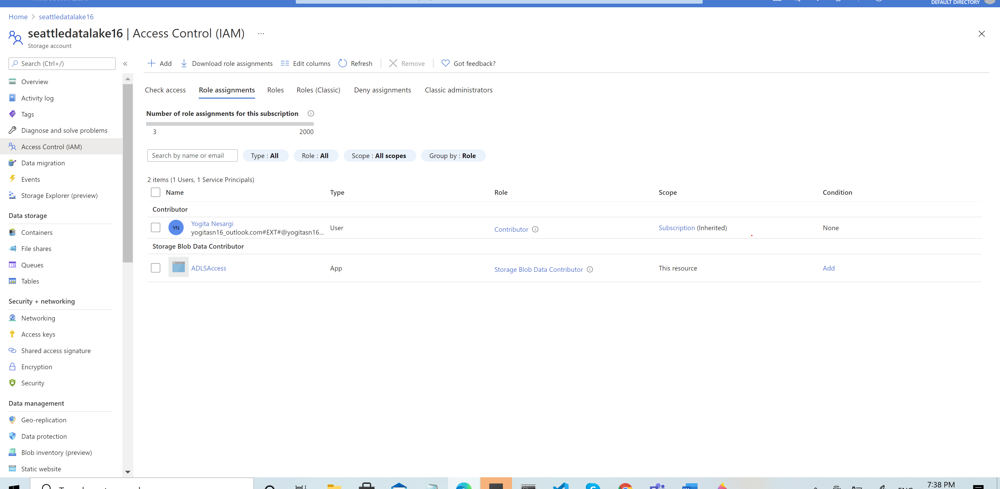 DEFAULT DIRECTORY
Home > seattledatalake16
seattledatalake16 | Access Control (IAM) ...
Storage account
Search (Ctrl+/) «
Add Download role assignments Edit columns Refresh | Remove | Got feedback?
Overview
Activity log
Tags
Diagnose and solve problems
Access Control (IAM)
Data migration
Events
Storage Explorer (preview)
Data storage
Containers
File shares
Queues
Tables
Security + networking
Networking
Access keys
Shared access signature
Encryption
Security
Data management
Geo-replication
Data protection
Blob inventory (preview)
Static website
Check access Role assignments Roles Roles (Classic) Deny assignments Classic administrators
Number of role assignments for this subscription
3 2000
Search by name or email Type : All Role : All Scope : All scopes Group by : Role
2 items (1 Users, 1 Service Principals)
Name Type Role Scope Condition
Contributor
YN Yogita Nesargi User Contributor Subscription (Inherited) None
yogitasn16_outlook.com#EXT#@yogitasn16...
Storage Blob Data Contributor
ADLSAccess App Storage Blob Data Contributor This resource Add
7:38 PM